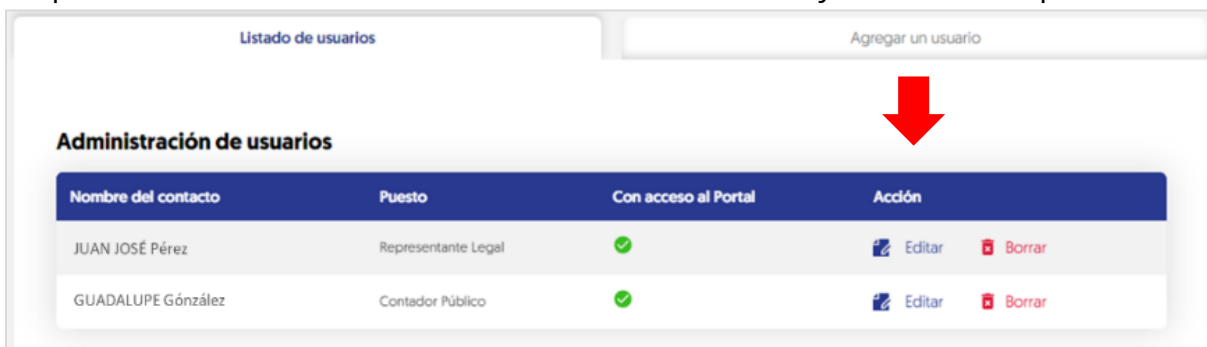 Listado de usuarios Agregar un usuario
Administración de usuarios
Nombre del contacto Puesto Con acceso al Portal Acción
JUAN JOSÉ Pérez Representante Legal Editar Borrar
GUADALUPE Gónzález Contador Público Editar Borrar